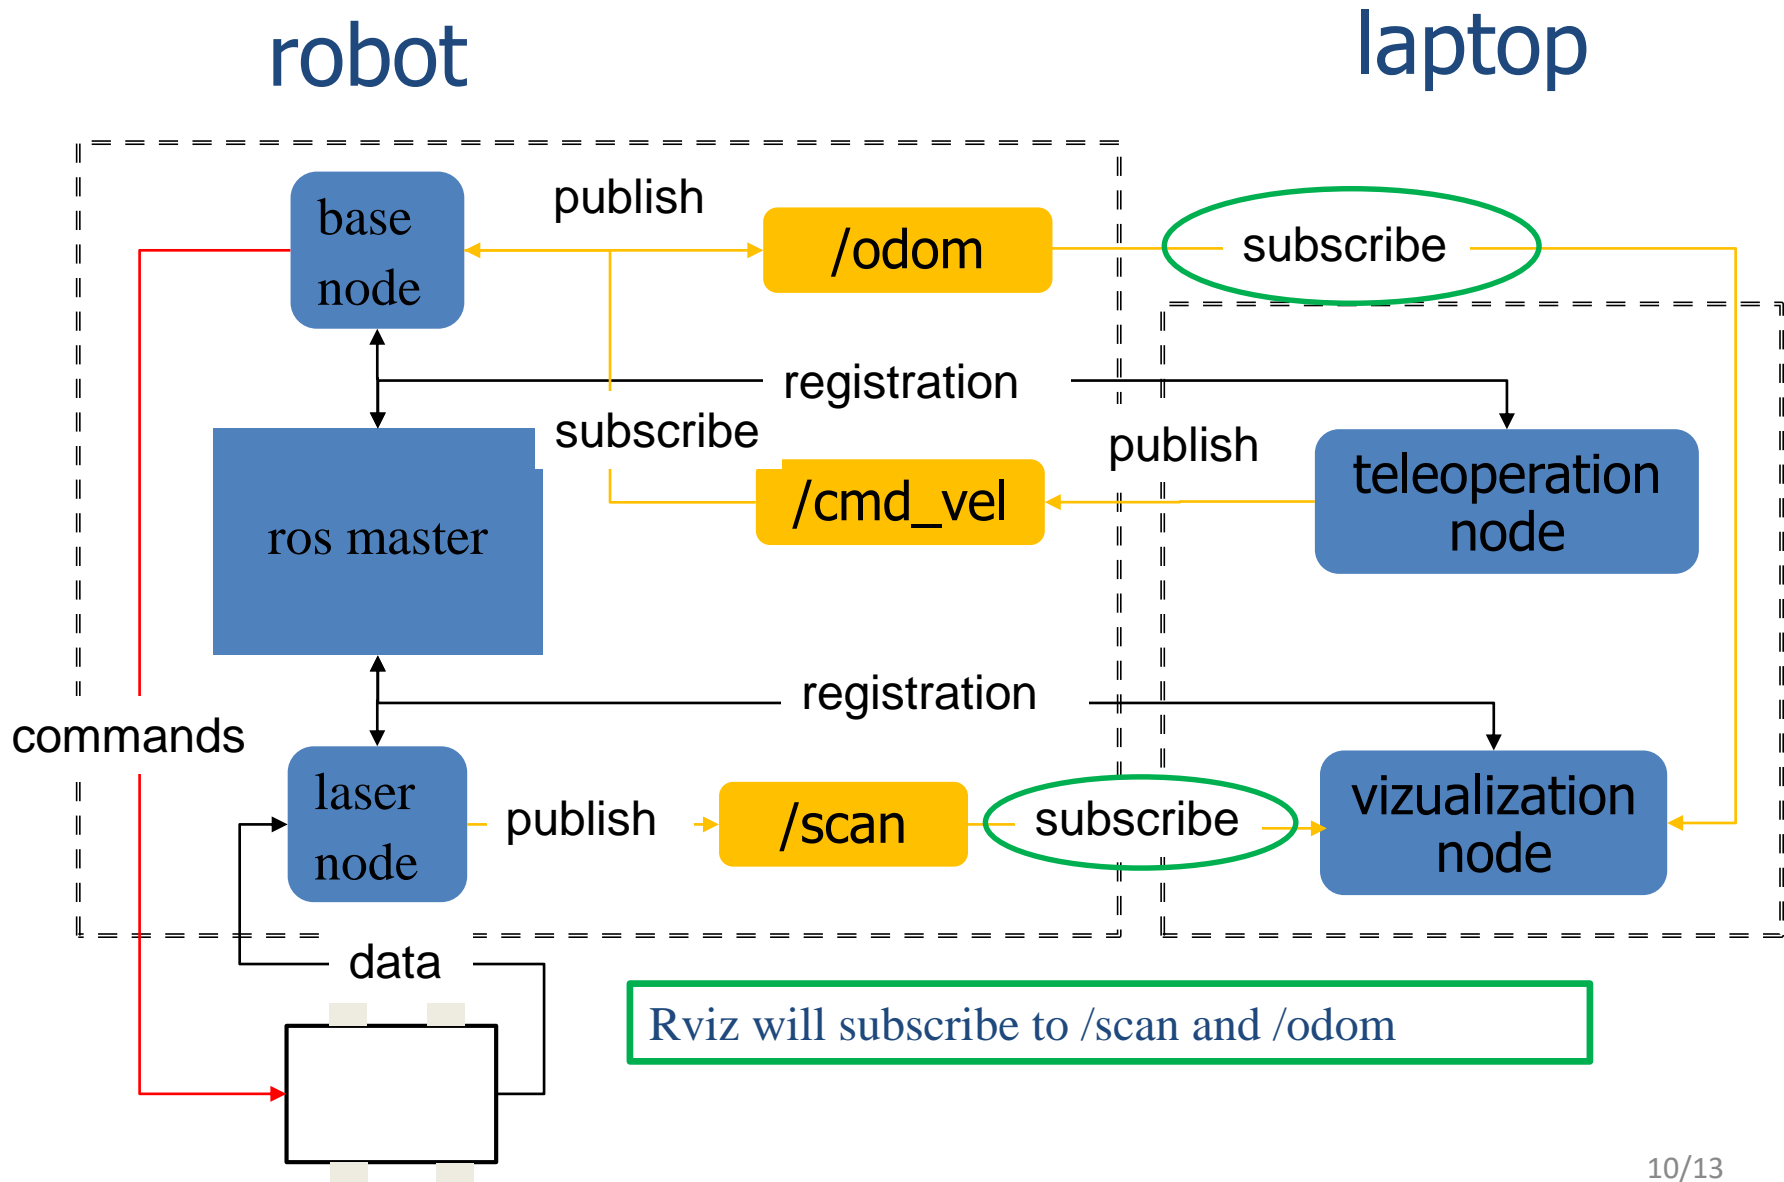 robot
laptop
base
node
publish
/odom
subscribe
registration
subscribe
publish
ros master
/cmd_vel
teleoperation
node
registration
commands
laser
node
publish
/scan
subscribe
vizualization
node
data
Rviz will subscribe to /scan and /odom
10/13